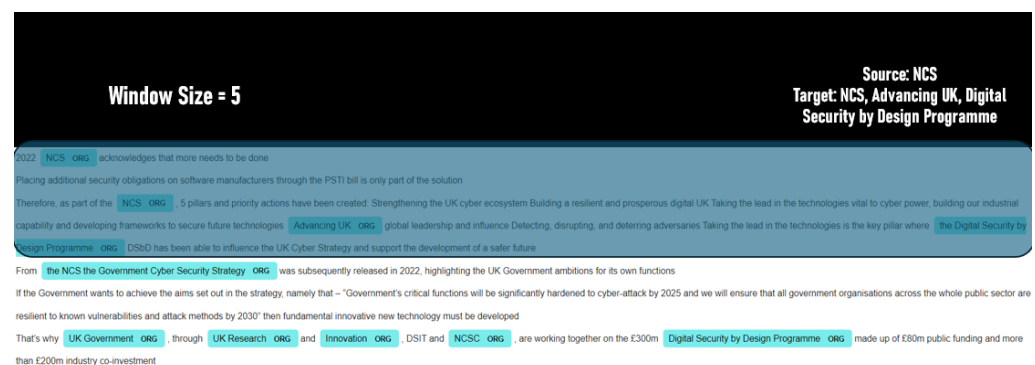 Window Size = 5
Source: NCS
Target: NCS, Advancing UK, Digital
Security by Design Programme
2022 NCS ORG acknowledges that more needs to be done
Placing additional security obligations on software manufacturers through the PSTI bill is only part of the solution
Therefore, as part of the NCS ORG , 5 pillars and priority actions have been created: Strengthening the UK cyber ecosystem Building a resilient and prosperous digital UK Taking the lead in the technologies vital to cyber power, building our industrial
capability and developing frameworks to secure future technologies Advancing UK ORG global leadership and influence Detecting, disrupting, and deterring adversaries Taking the lead in the technologies is the key pillar where the Digital Security by
Design Programme ORG DSbD has been able to influence the UK Cyber Strategy and support the development of a safer future
From the NCS the Government Cyber Security Strategy ORG was subsequently released in 2022, highlighting the UK Government ambitions for its own functions
If the Government wants to achieve the aims set out in the strategy, namely that – "Government's critical functions will be significantly hardened to cyber-attack by 2025 and we will ensure that all government organisations across the whole public sector are
resilient to known vulnerabilities and attack methods by 2030" then fundamental innovative new technology must be developed
That's why UK Government ORG , through UK Research ORG and Innovation ORG , DSIT and NCSC ORG , are working together on the £300m Digital Security by Design Programme ORG made up of £80m public funding and more
than £200m industry co-investment